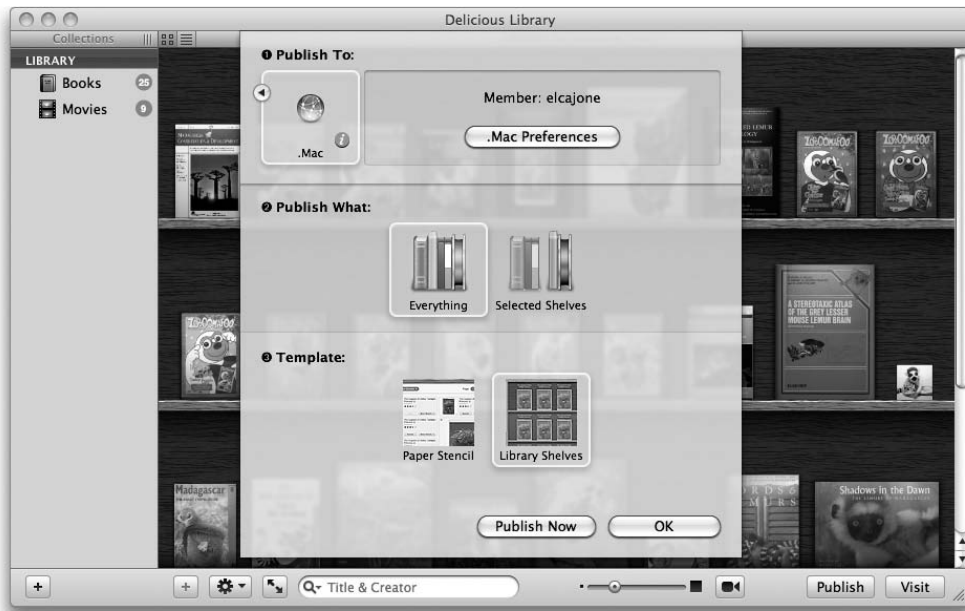 Delicious Library
Collections
LIBRARY
Books 25
Movies 9
❶ Publish To:
.Mac
Member: elcajone
.Mac Preferences
❷ Publish What:
Everything
Selected Shelves
❸ Template:
Paper Stencil
Library Shelves
Publish Now
OK
ZOBOOMAFOO
ZOBOOMAFOO
A STEREOTAXIC ATLAS
OF THE GREY LESSER
MOUSE LEMUR BRAIN
ZOBOOMAFOO
Madagascar
Shadows in the Dawn
Title & Creator
Publish
Visit